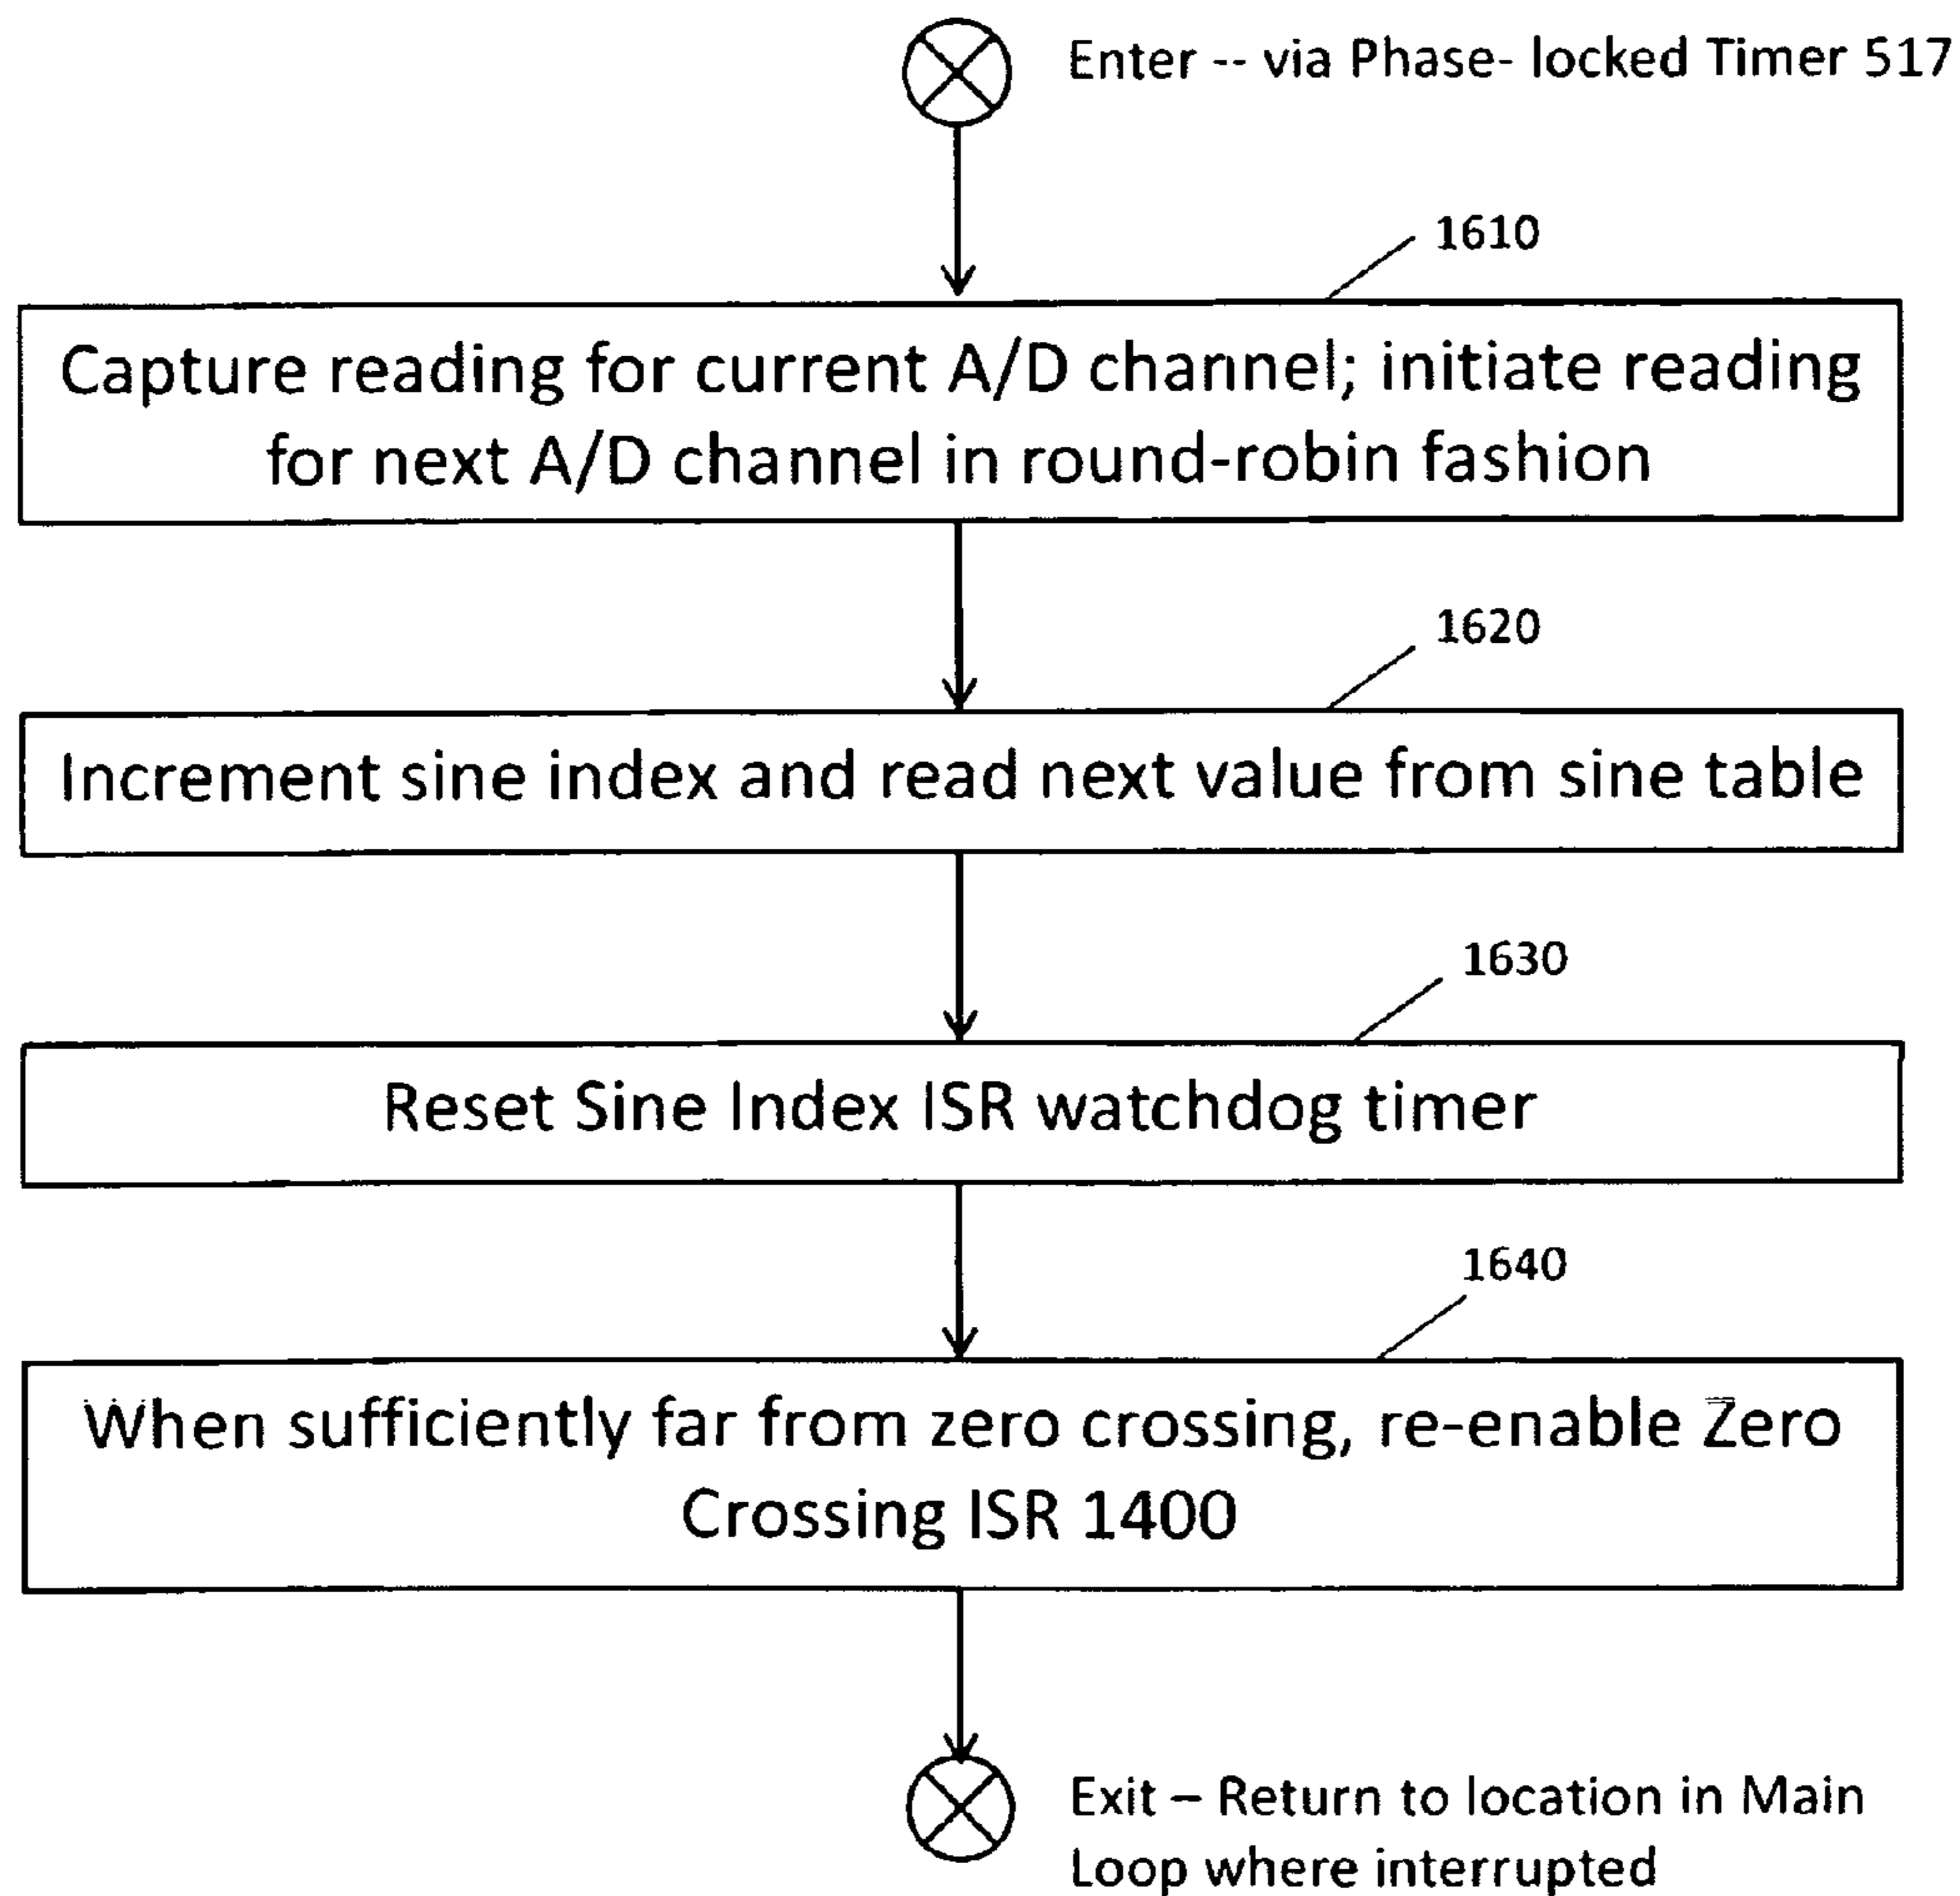 Enter -- via Phase- locked Timer 517
1610
Capture reading for current A/D channel; initiate reading
for next A/D channel in round-robin fashion
1620
Increment sine index and read next value from sine table
1630
Reset Sine Index ISR watchdog timer
1640
When sufficiently far from zero crossing, re-enable Zero
Crossing ISR 1400
Exit – Return to location in Main
Loop where interrupted